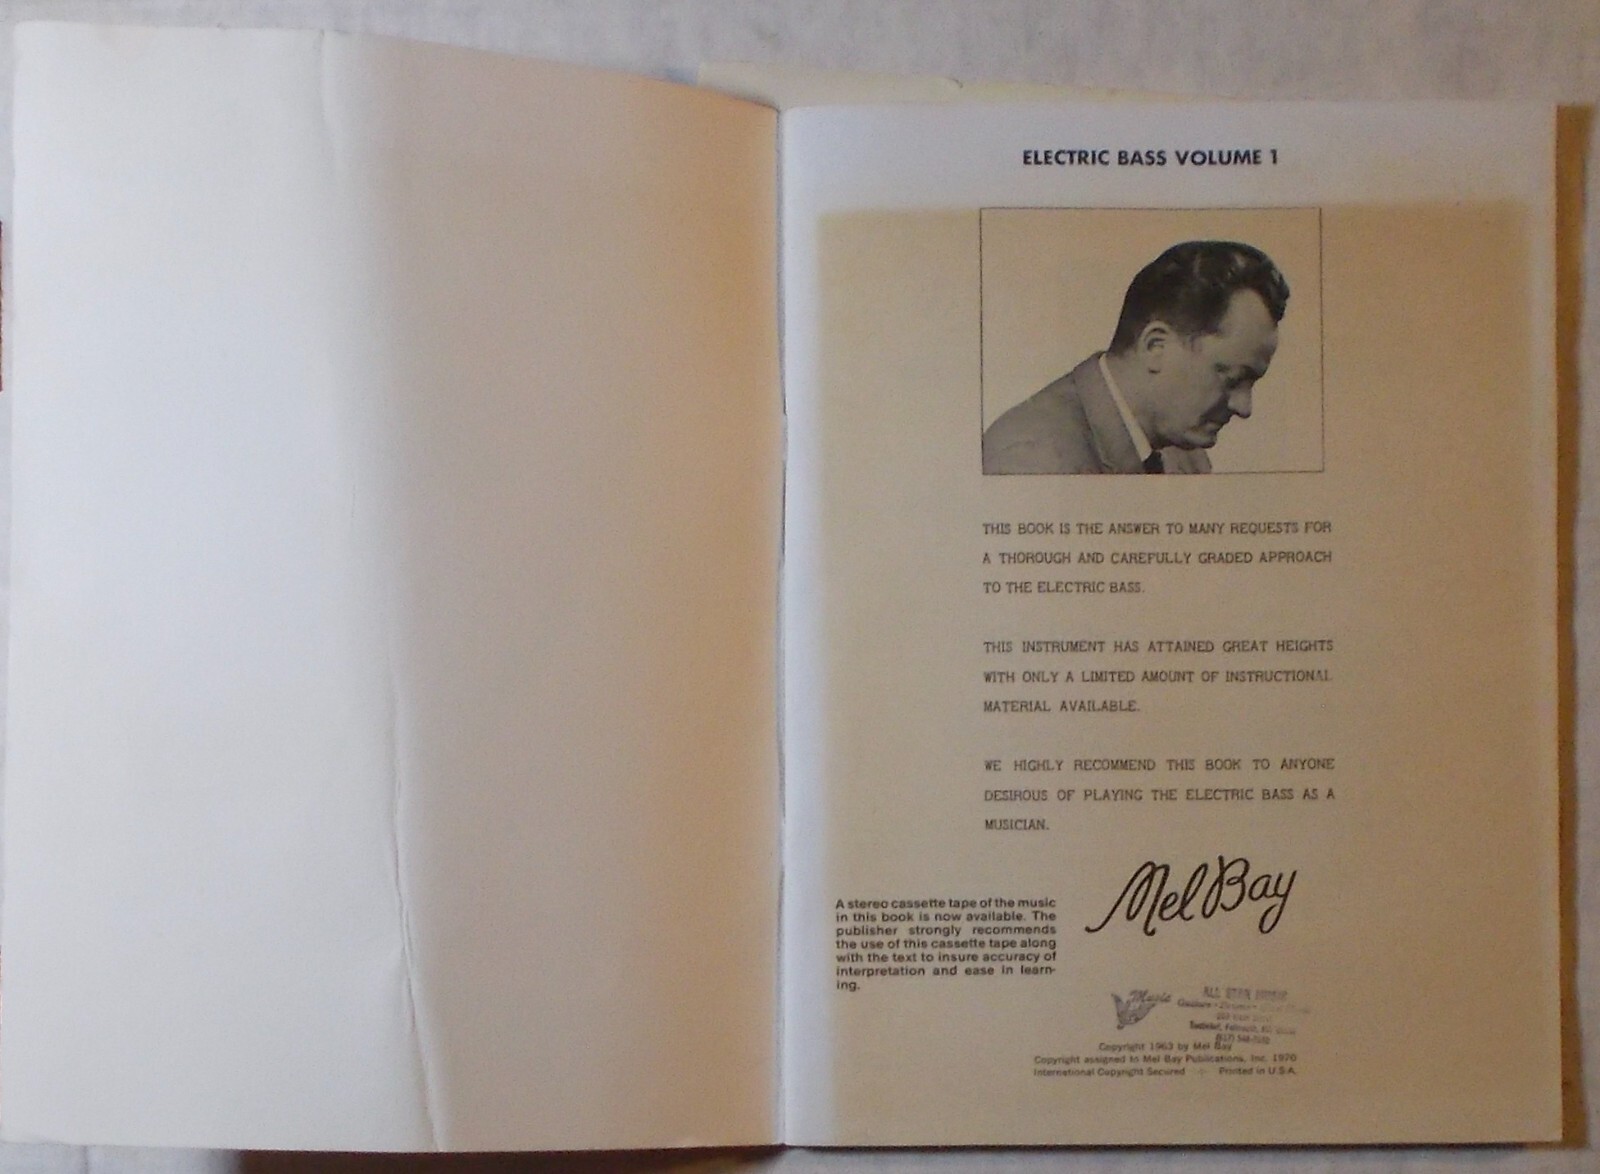 ELECTRIC BASS VOLUME 1
THIS BOOK IS THE ANSWER TO MANY REQUESTS FOR
A THOROUGH AND CAREFULLY GRADED APPROACH
TO THE ELECTRIC BASS.
THIS INSTRUMENT HAS ATTAINED GREAT HEIGHTS
WITH ONLY A LIMITED AMOUNT OF INSTRUCTIONAL
MATERIAL AVAILABLE.
WE HIGHLY RECOMMEND THIS BOOK TO ANYONE
DESIROUS OF PLAYING THE ELECTRIC BASS AS A
MUSICIAN.
Mel Bay
A stereo cassette tape of the music
in this book is now available. The
publisher strongly recommends
the use of this cassette tape along
with the text to insure accuracy of
interpretation and ease in learn-
ing.
Music
ALL STAR MUSIC
Copyright 1963 by Mel Bay
Copyright assigned to Mel Bay Publications, Inc. 1970
International Copyright Secured Printed in U.S.A.